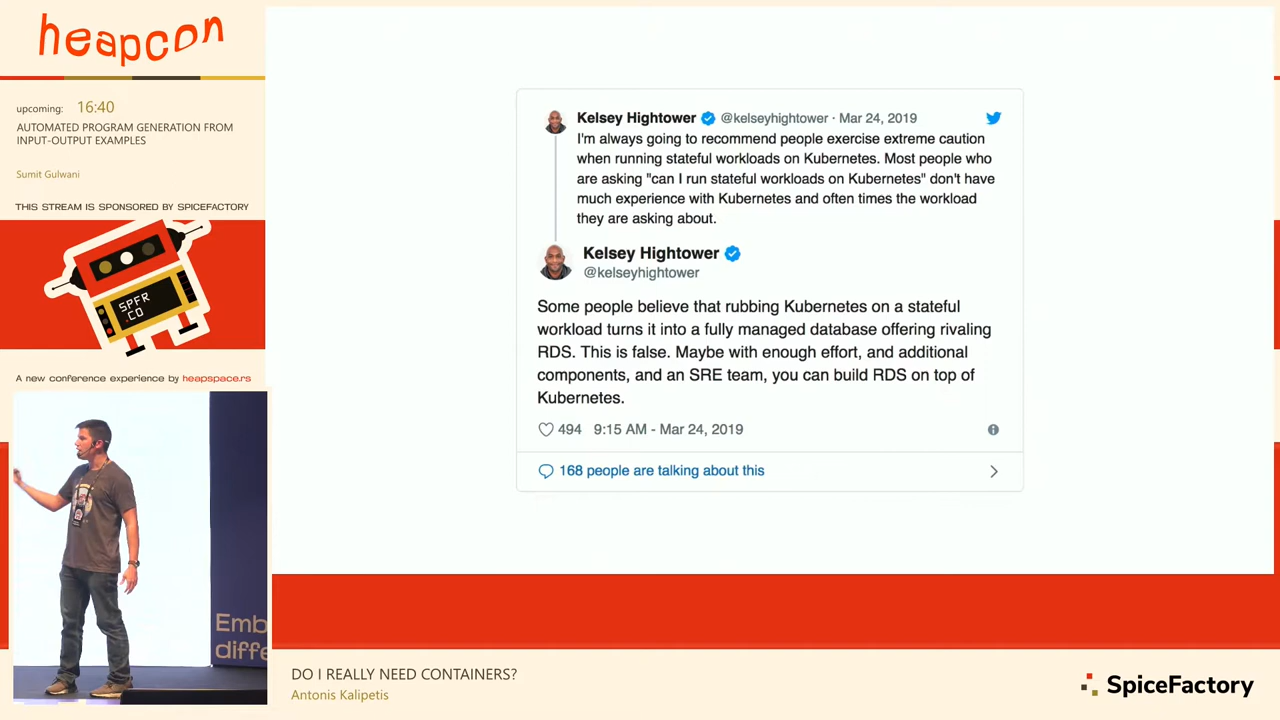 heapcon
upcoming: 16:40
AUTOMATED PROGRAM GENERATION FROM
INPUT-OUTPUT EXAMPLES
Sumit Gulwani
THIS STREAM IS SPONSORED BY SPICEFACTORY
SPFR
.CO
A new conference experience by heapspace.rs
Emb
diffe
Kelsey Hightower @kelseyhightower · Mar 24, 2019
I'm always going to recommend people exercise extreme caution
when running stateful workloads on Kubernetes. Most people who
are asking "can I run stateful workloads on Kubernetes" don't have
much experience with Kubernetes and often times the workload
they are asking about.
Kelsey Hightower
@kelseyhightower
Some people believe that rubbing Kubernetes on a stateful
workload turns it into a fully managed database offering rivaling
RDS. This is false. Maybe with enough effort, and additional
components, and an SRE team, you can build RDS on top of
Kubernetes.
494 9:15 AM - Mar 24, 2019
168 people are talking about this
DO I REALLY NEED CONTAINERS?
Antonis Kalipetis
SpiceFactory